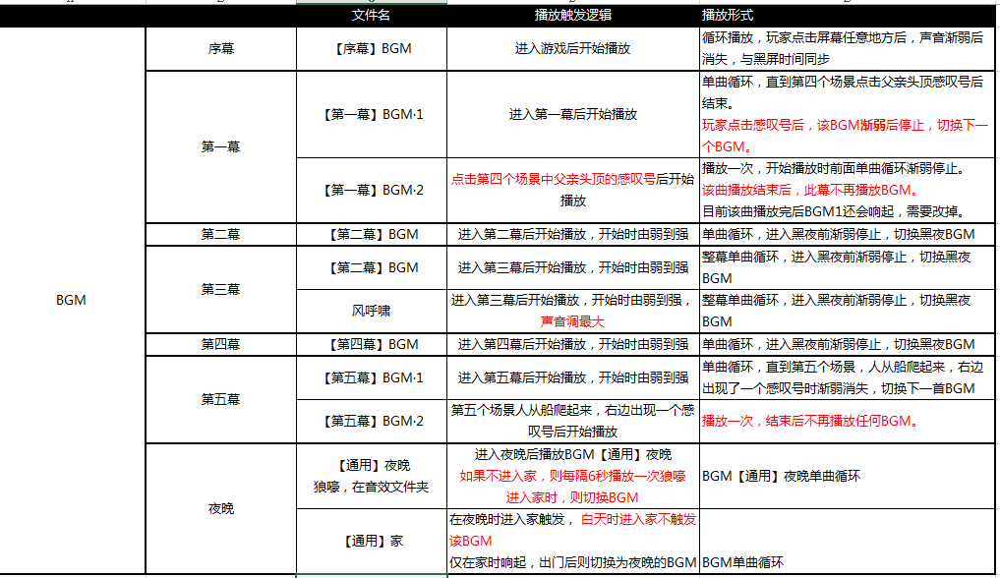 文件名 播放触发逻辑 播放形式
BGM
序幕
【序幕】BGM
进入游戏后开始播放
循环播放，玩家点击屏幕任意地方后，声音渐弱后
消失，与黑屏时间同步
第一幕
【第一幕】BGM·1
进入第一幕后开始播放
单曲循环，直到第四个场景点击父亲头顶感叹号后
结束。
玩家点击感叹号后，该BGM渐弱后停止，切换下一
个BGM。
【第一幕】BGM·2
点击第四个场景中父亲头顶的感叹号后开始
播放
播放一次，开始播放时前面单曲循环渐弱停止。
该曲播放结束后，此幕不再播放BGM。
目前该曲播放完后BGM1还会响起，需要改掉。
第二幕
【第二幕】BGM
进入第二幕后开始播放，开始时由弱到强
单曲循环，进入黑夜前渐弱停止，切换黑夜BGM
第三幕
【第二幕】BGM
进入第三幕后开始播放，开始时由弱到强
整幕单曲循环，进入黑夜前渐弱停止，切换黑夜
BGM
风呼啸
进入第三幕后开始播放，开始时由弱到强，
声音调最大
整幕单曲循环，进入黑夜前渐弱停止，切换黑夜
BGM
第四幕
【第四幕】BGM
进入第四幕后开始播放，开始时由弱到强
单曲循环，进入黑夜前渐弱停止，切换黑夜BGM
第五幕
【第五幕】BGM·1
进入第五幕后开始播放，开始时由弱到强
单曲循环，直到第五个场景，人从船爬起来，右边
出现了一个感叹号时渐弱消失，切换下一首BGM
【第五幕】BGM·2
第五个场景人从船爬起来，右边出现一个感
叹号后开始播放
播放一次，结束后不再播放任何BGM。
夜晚
【通用】夜晚
狼嚎，在音效文件夹
进入夜晚后播放BGM【通用】夜晚
如果不进入家，则每隔6秒播放一次狼嚎
进入家时，则切换BGM
BGM【通用】夜晚单曲循环
【通用】家
在夜晚时进入家触发， 白天时进入家不触发
该BGM
仅在家时响起，出门后则切换为夜晚的BGM
BGM单曲循环